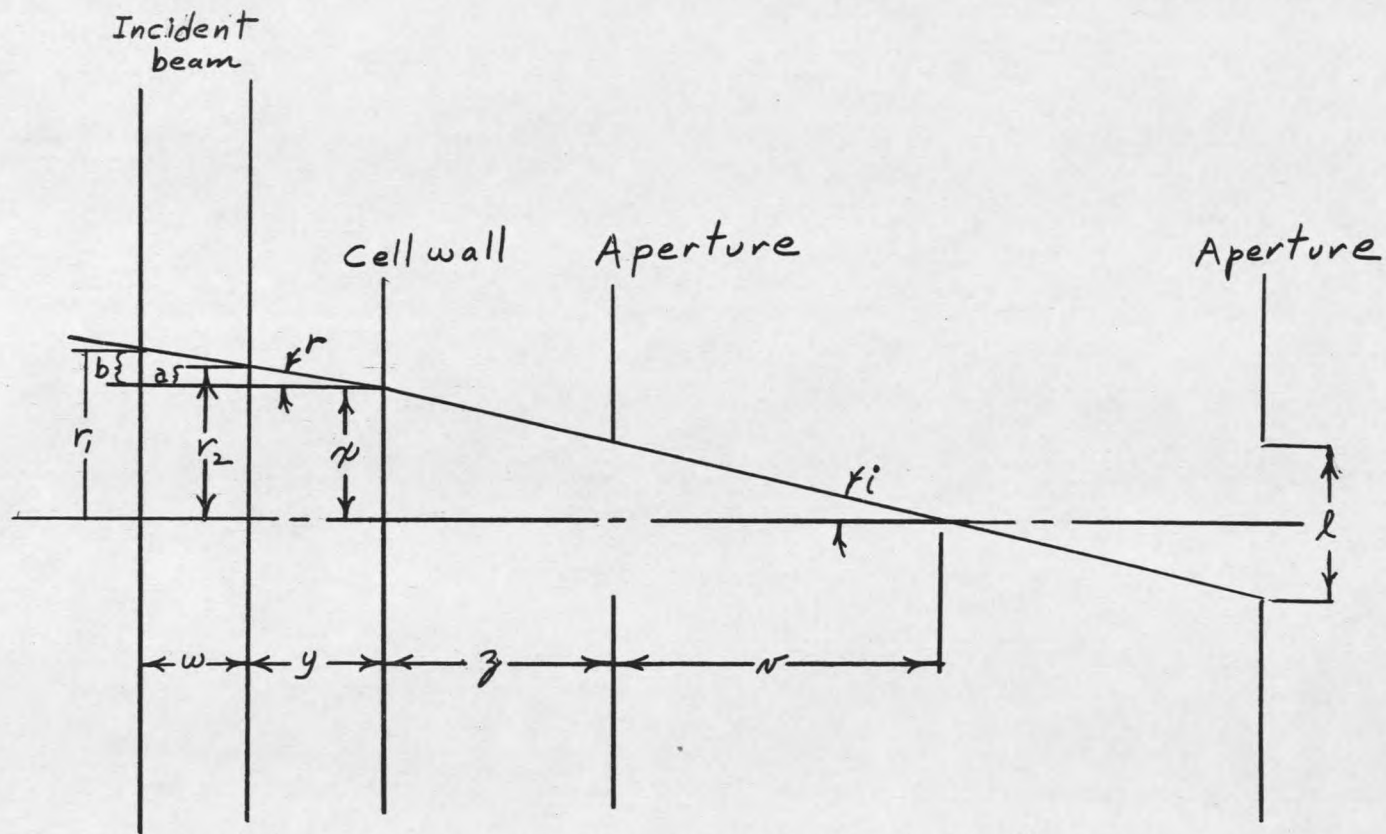 Incident
beam
Cell wall
Aperture
Aperture
r
b{
a{
r₁
r₂
x
i
l
w
y
z
v